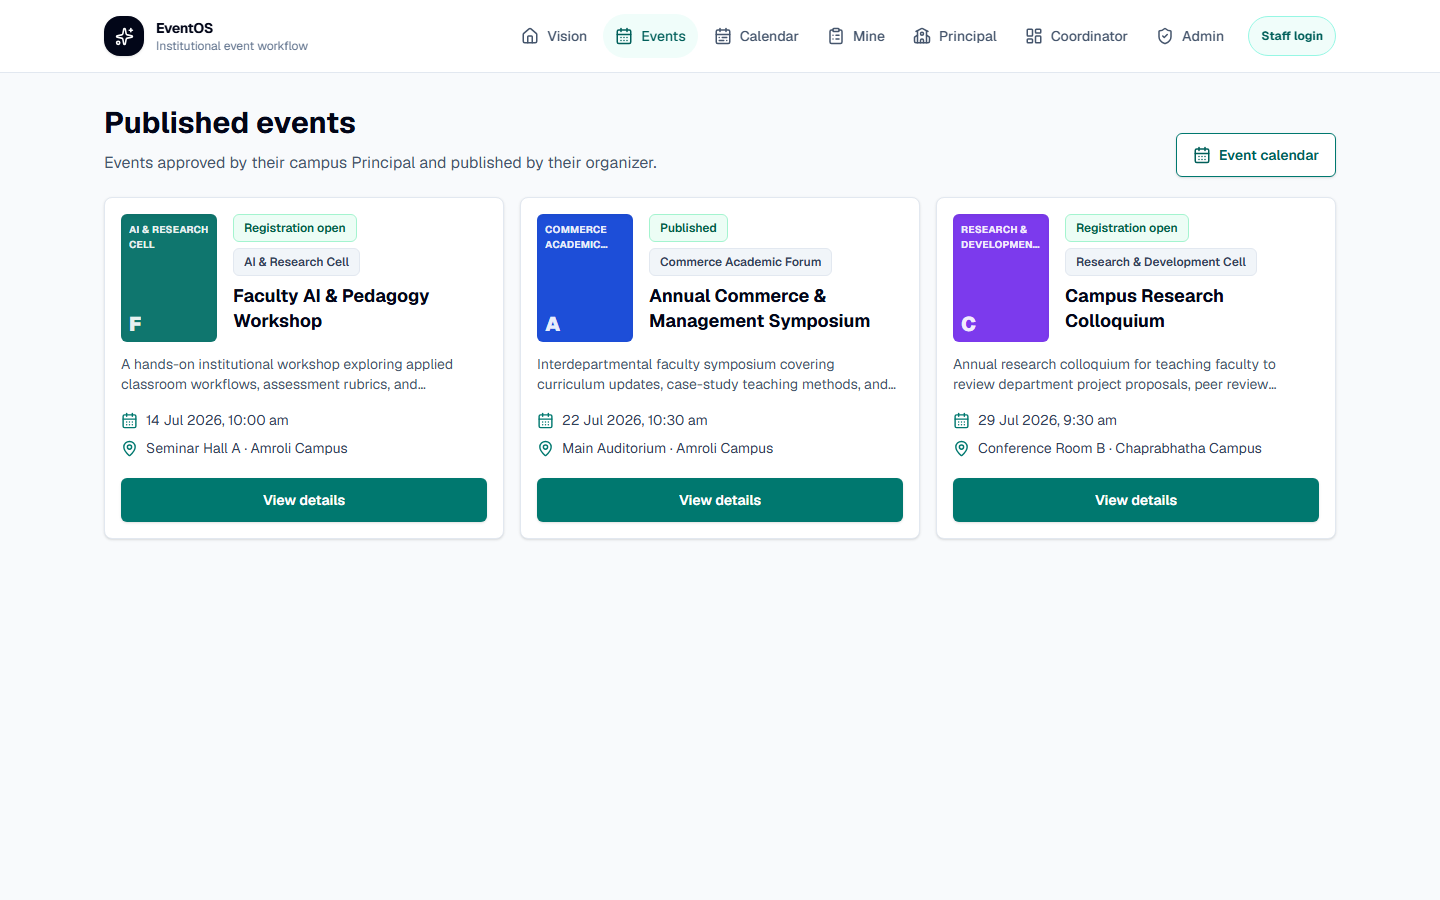 EventOS
Institutional event workflow
Vision
Events
Calendar
Mine
Principal
Coordinator
Admin
Staff login
Published events
Events approved by their campus Principal and published by their organizer.
Event calendar
AI & RESEARCH
CELL
F
Registration open
AI & Research Cell
Faculty AI & Pedagogy
Workshop
A hands-on institutional workshop exploring applied
classroom workflows, assessment rubrics, and...
14 Jul 2026, 10:00 am
Seminar Hall A · Amroli Campus
View details
COMMERCE
ACADEMIC...
A
Published
Commerce Academic Forum
Annual Commerce &
Management Symposium
Interdepartmental faculty symposium covering
curriculum updates, case-study teaching methods, and...
22 Jul 2026, 10:30 am
Main Auditorium · Amroli Campus
View details
RESEARCH &
DEVELOPMEN...
C
Registration open
Research & Development Cell
Campus Research
Colloquium
Annual research colloquium for teaching faculty to
review department project proposals, peer review...
29 Jul 2026, 9:30 am
Conference Room B · Chaprabhatha Campus
View details